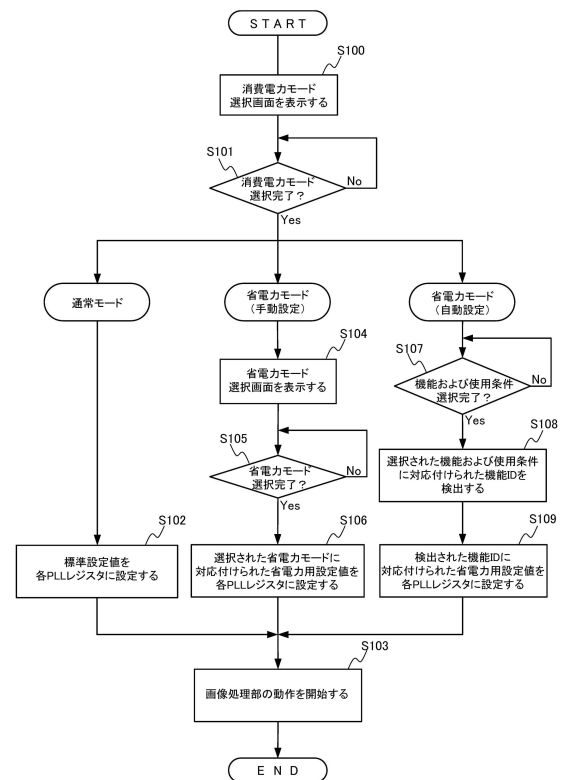 START
S100
消費電力モード
選択画面を表示する
S101
消費電力モード
選択完了？
No
Yes
通常モード
省電力モード
(手動設定)
省電力モード
(自動設定)
S104
省電力モード
選択画面を表示する
S107
機能および使用条件
選択完了？
No
Yes
S105
省電力モード
選択完了？
No
Yes
S108
選択された機能および使用条件
に対応付けられた機能IDを
検出する
S102
標準設定値を
各PLLレジスタに設定する
S106
選択された省電力モードに
対応付けられた省電力用設定値を
各PLLレジスタに設定する
S109
検出された機能IDに
対応付けられた省電力用設定値を
各PLLレジスタに設定する
S103
画像処理部の動作を開始する
END